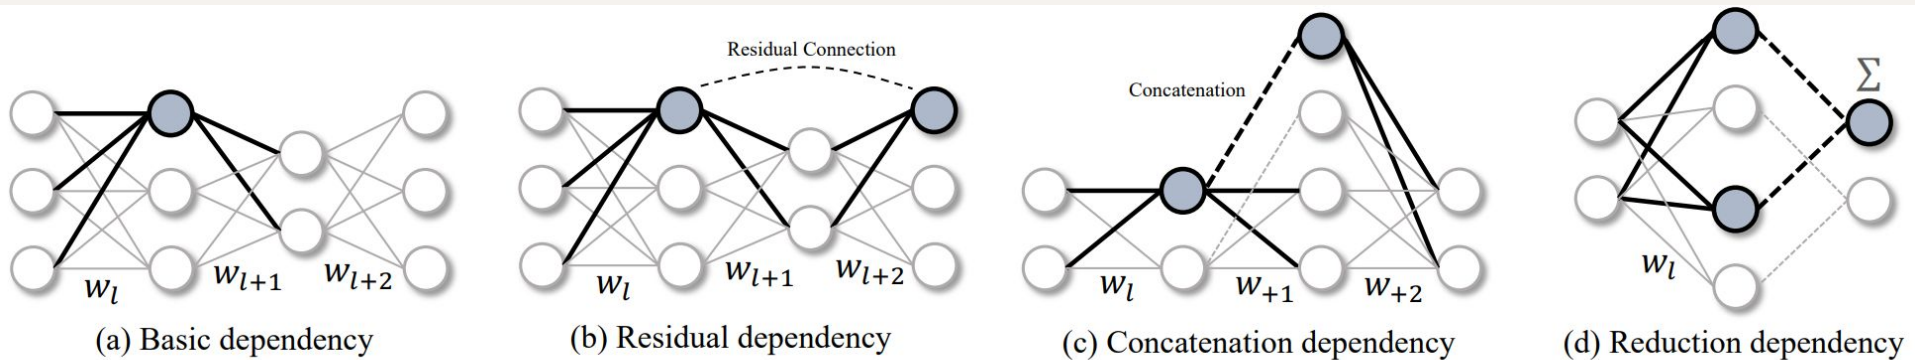 Residual Connection
Concatenation
Σ
w_l
w_{l+1}
w_{l+2}
w_l
w_{l+1}
w_{l+2}
w_l
w_{+1}
w_{+2}
w_l
(a) Basic dependency
(b) Residual dependency
(c) Concatenation dependency
(d) Reduction dependency